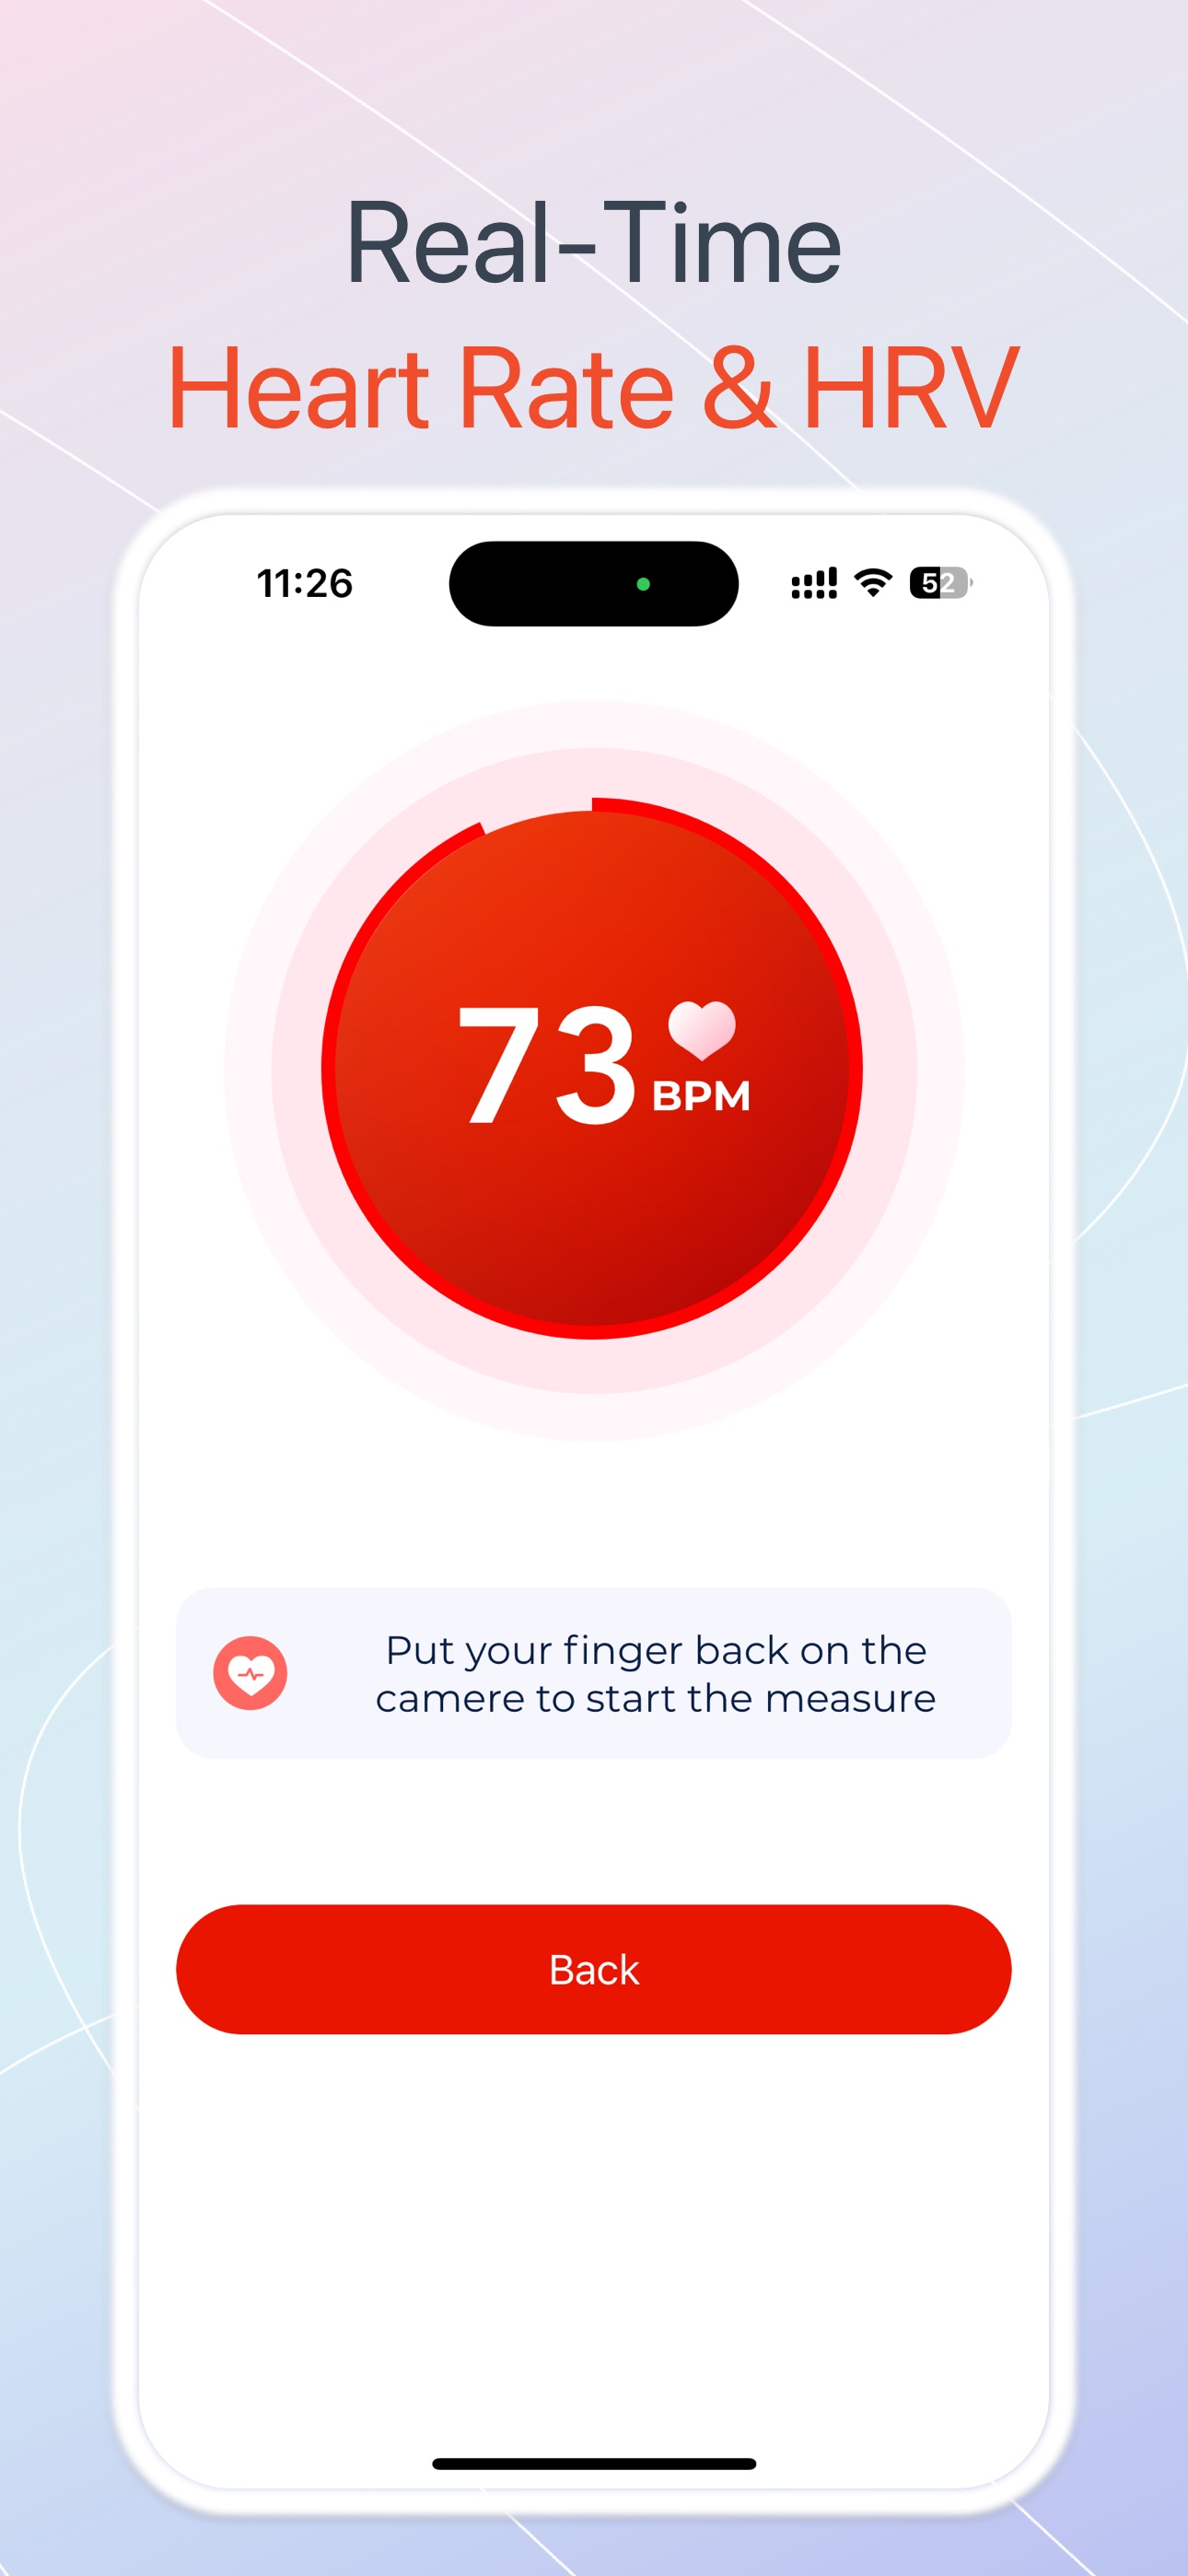 Real-Time
Heart Rate & HRV
11:26
52
73
BPM
Put your finger back on the
camere to start the measure
Back